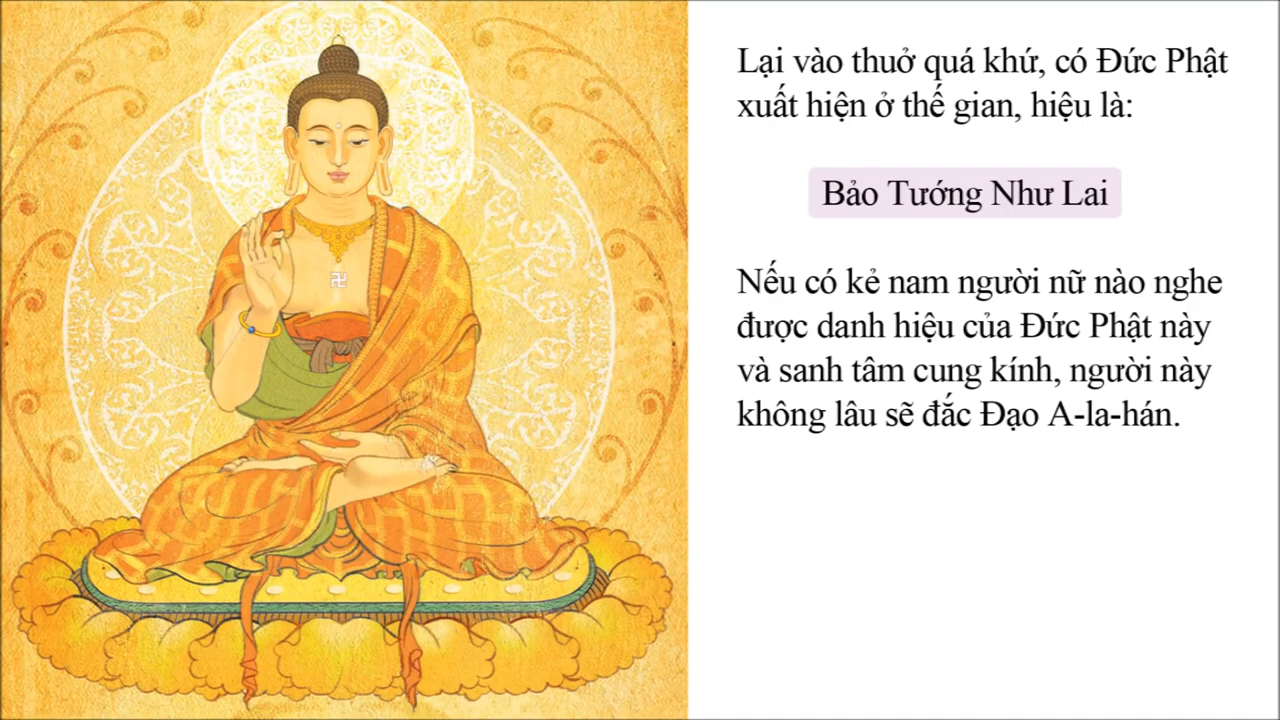 Lại vào thuở quá khứ, có Đức Phật
xuất hiện ở thế gian, hiệu là:
Bảo Tướng Như Lai
Nếu có kẻ nam người nữ nào nghe
được danh hiệu của Đức Phật này
và sanh tâm cung kính, người này
không lâu sẽ đắc Đạo A-la-hán.